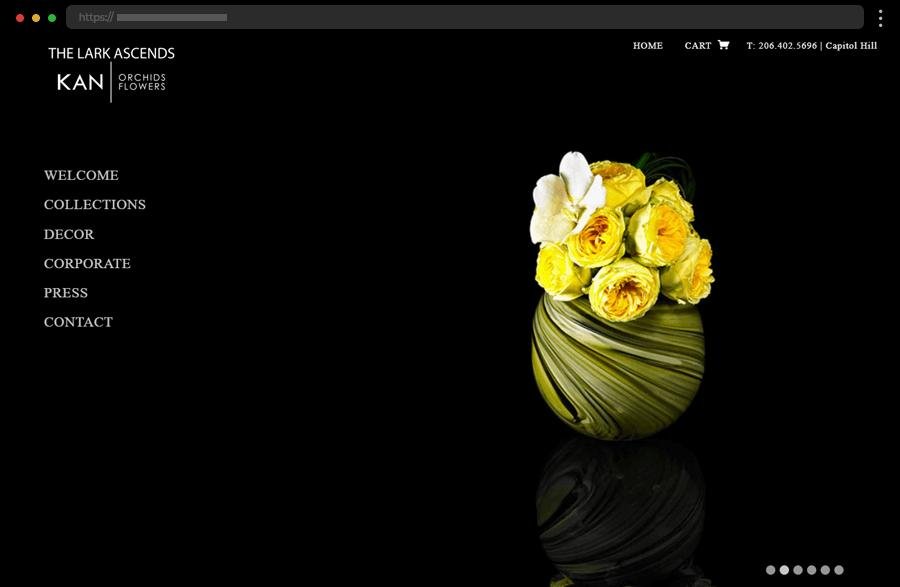 https://
HOME CART T: 206.402.5696 | Capitol Hill
THE LARK ASCENDS
KAN ORCHIDS
FLOWERS
WELCOME
COLLECTIONS
DECOR
CORPORATE
PRESS
CONTACT